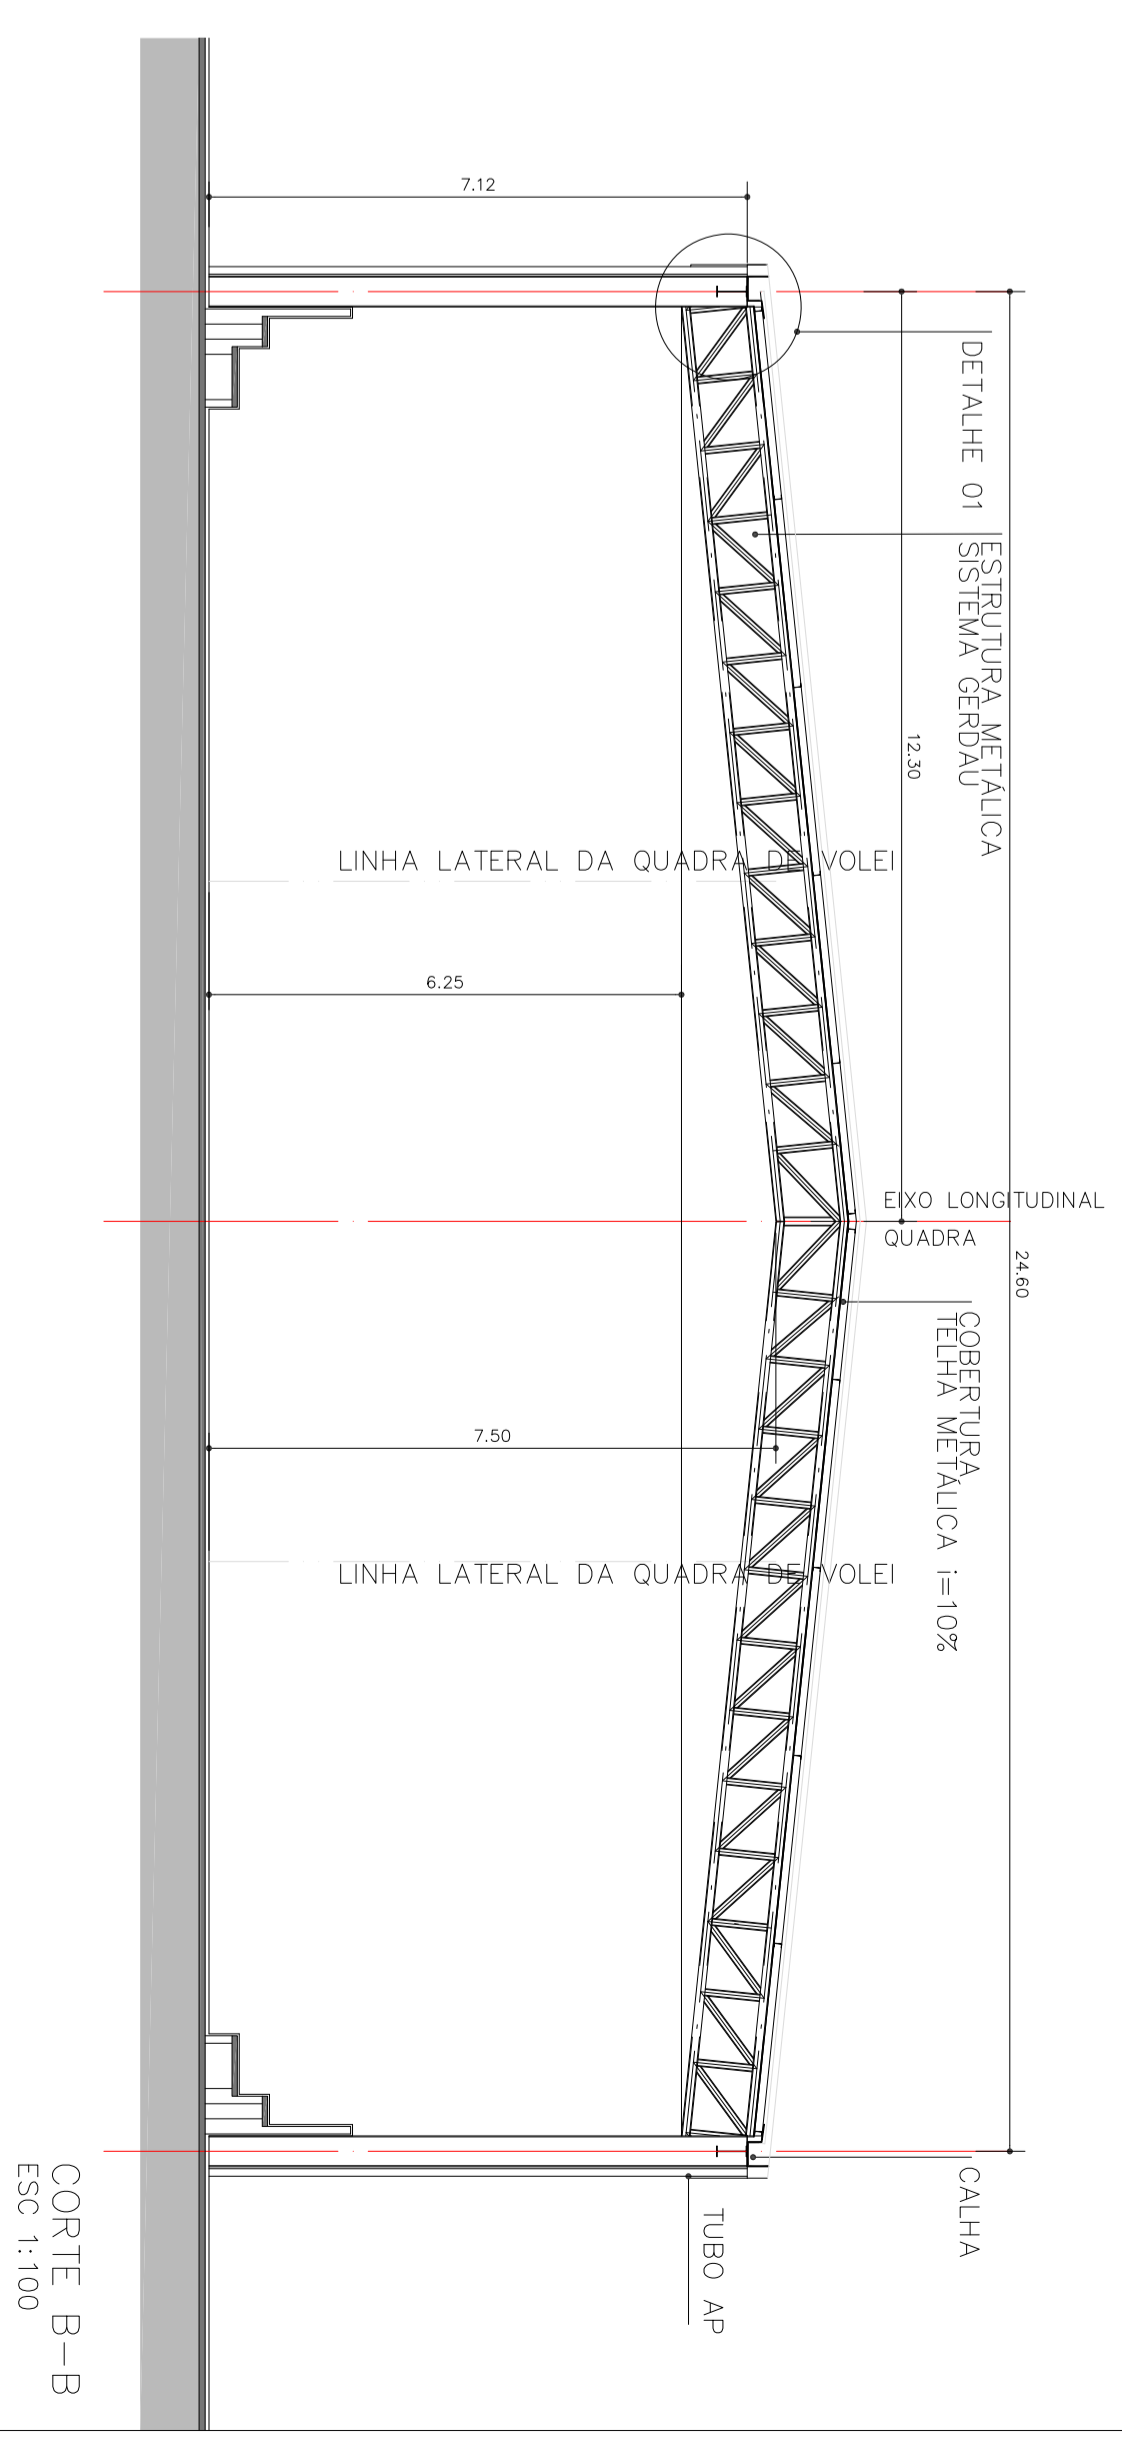 7.12
DETALHE 01
ESTRUTURA METÁLICA
SISTEMA GERDAU
12.30
LINHA LATERAL DA QUADRA DE VOLEI
6.25
EIXO LONGITUDINAL
QUADRA
24.60
COBERTURA
TELHA METÁLICA i=10%
7.50
LINHA LATERAL DA QUADRA DE VOLEI
CALHA
TUBO AP
CORTE B-B
ESC 1:100